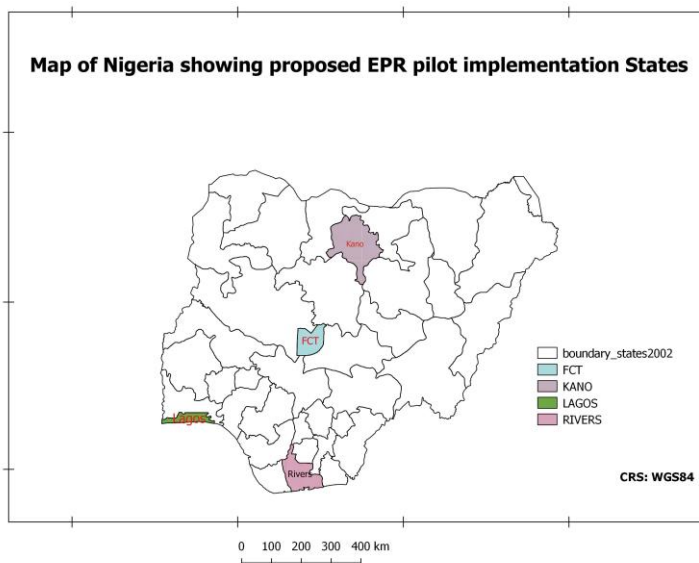 Map of Nigeria showing proposed EPR pilot implementation States
Kano
FCT
Lagos
Rivers
boundary_states2002
FCT
KANO
LAGOS
RIVERS
CRS: WGS84
0 100 200 300 400 km